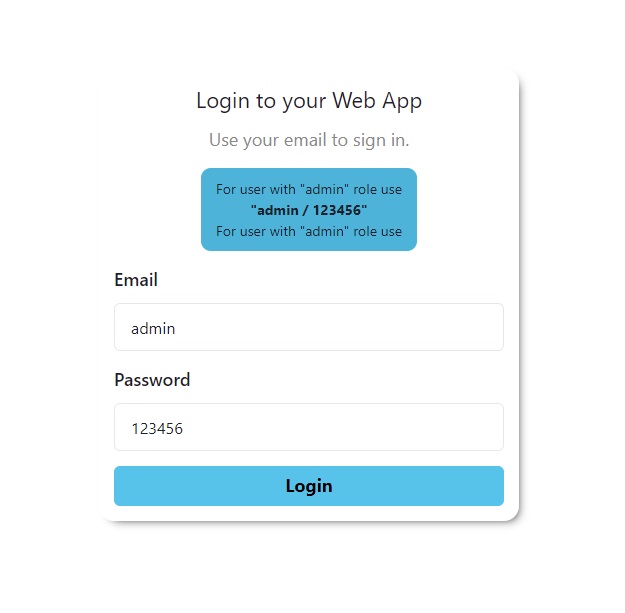 Login to your Web App
Use your email to sign in.
For user with "admin" role use
"admin / 123456"
For user with "admin" role use
Email
admin
Password
123456
Login